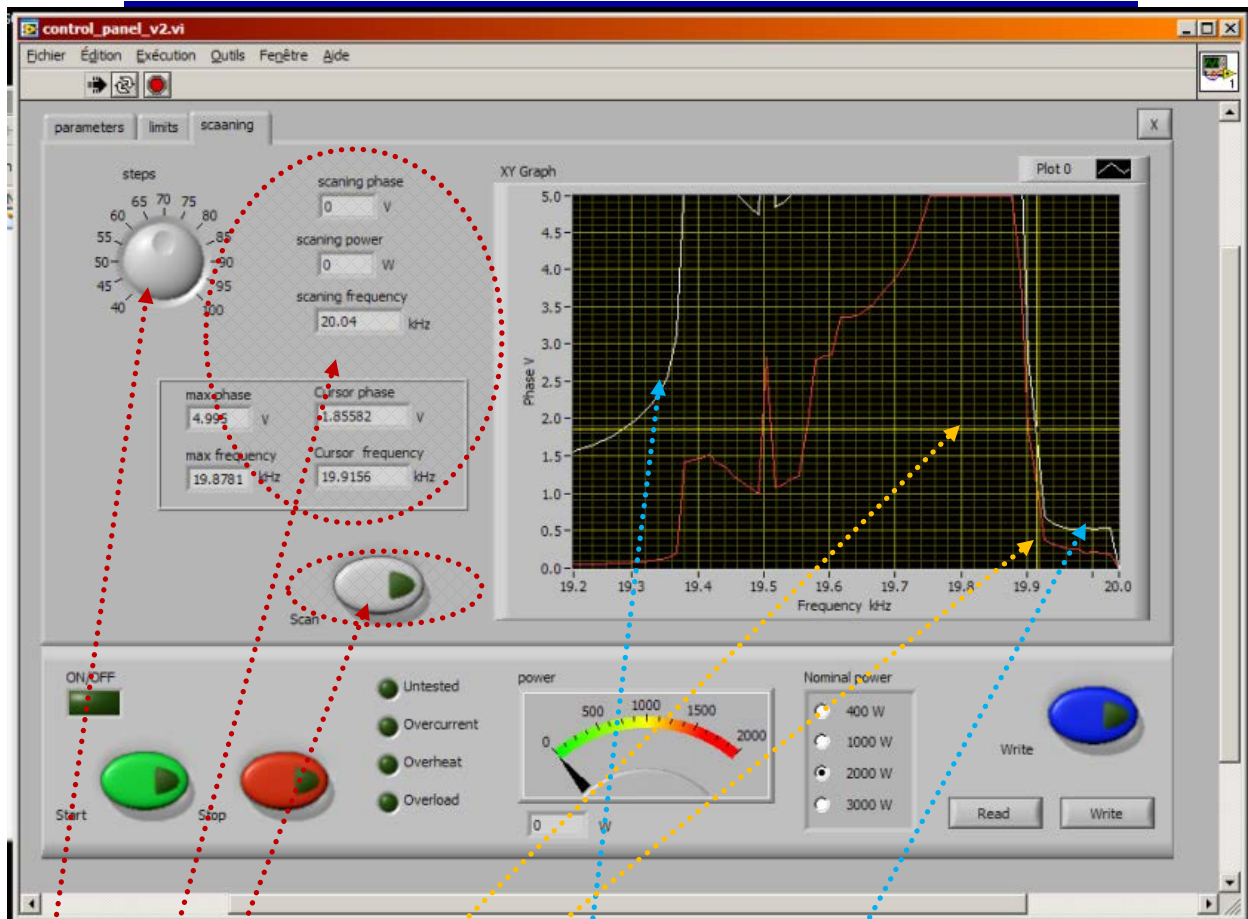 control_panel_v2.vi
Fichier Édition Exécution Outils Fenêtre Aide
1
parameters limits scaaning X
steps
40 45 50 55 60 65 70 75 80 85 90 95 100
scaning phase
0 V
scaning power
0 W
scaning frequency
20.04 kHz
max phase Cursor phase
4.995 V 1.85582 V
max frequency Cursor frequency
19.8781 kHz 19.9156 kHz
Scan
XY Graph Plot 0
Phase V
5.0
4.5
4.0
3.5
3.0
2.5
2.0
1.5
1.0
0.5
0.0
19.2 19.3 19.4 19.5 19.6 19.7 19.8 19.9 20.0
Frequency kHz
ON/OFF
Start Stop
Untested
Overcurrent
Overheat
Overload
power
0 500 1000 1500 2000
0 W
Nominal power
400 W
1000 W
2000 W
3000 W
Write
Read Write